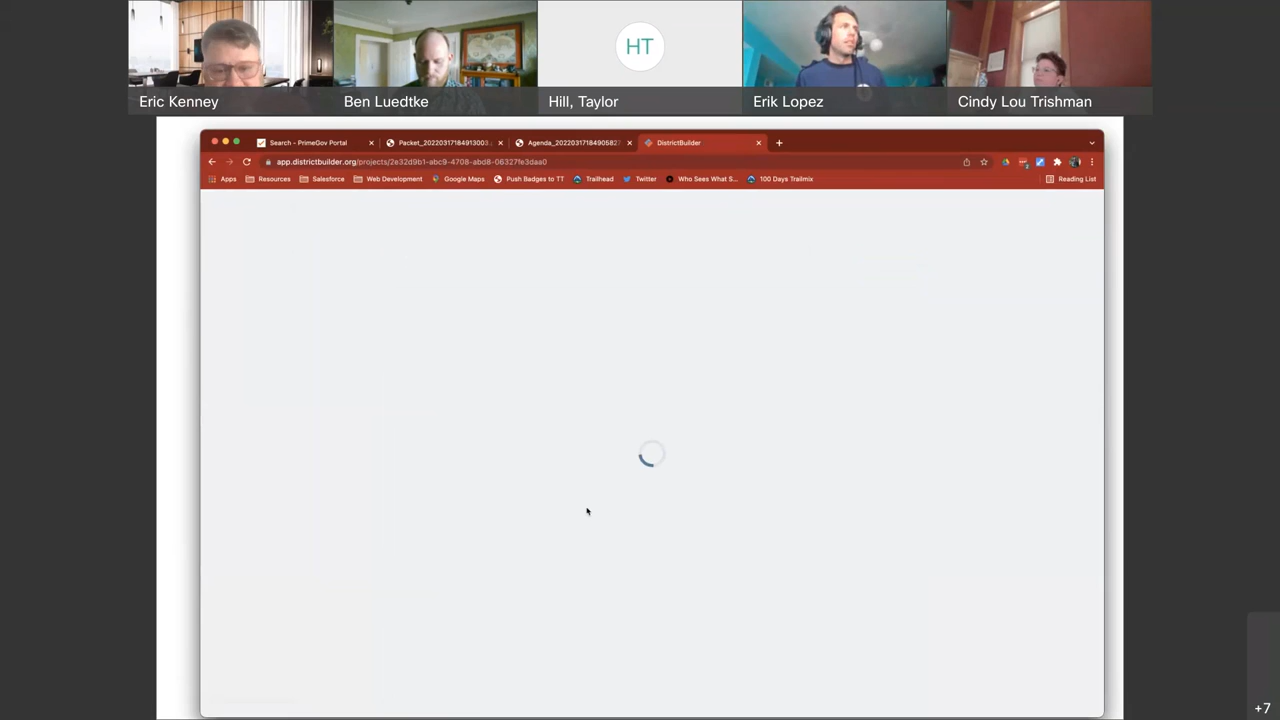 HT
Eric Kenney
Ben Luedtke
Hill, Taylor
Erik Lopez
Cindy Lou Trishman
Search - PrimeGov Portal
Packet_20220317184913003.
Agenda_2022031718490582
DistrictBuilder
app.districtbuilder.org/projects/2e32d9b1-abc9-4708-abd8-06327fe3daa0
Apps
Resources
Salesforce
Web Development
Google Maps
Push Badges to TT
Trailhead
Twitter
Who Sees What S...
100 Days Trailmix
Reading List
+7